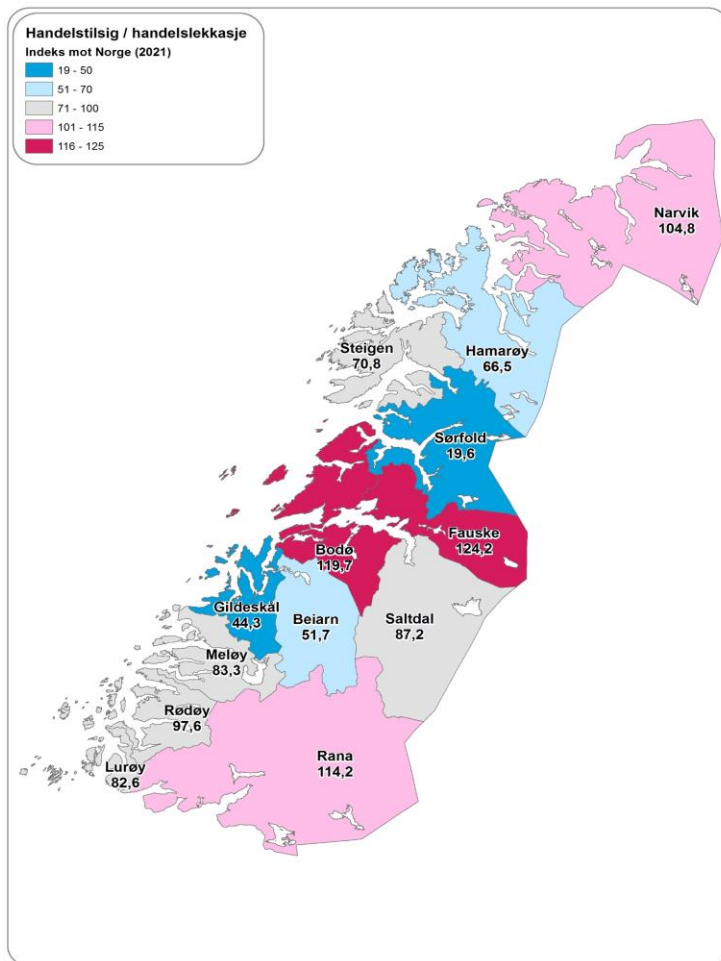 Handelstilsig / handelslekkasje
Indeks mot Norge (2021)
19 - 50
51 - 70
71 - 100
101 - 115
116 - 125
Narvik
104,8
Hamarøy
66,5
Steigen
70,8
Sørfold
19,6
Fauske
124,2
Bodø
119,7
Gildeskål
44,3
Beiarn
51,7
Saltdal
87,2
Meløy
83,3
Rødøy
97,6
Lurøy
82,6
Rana
114,2